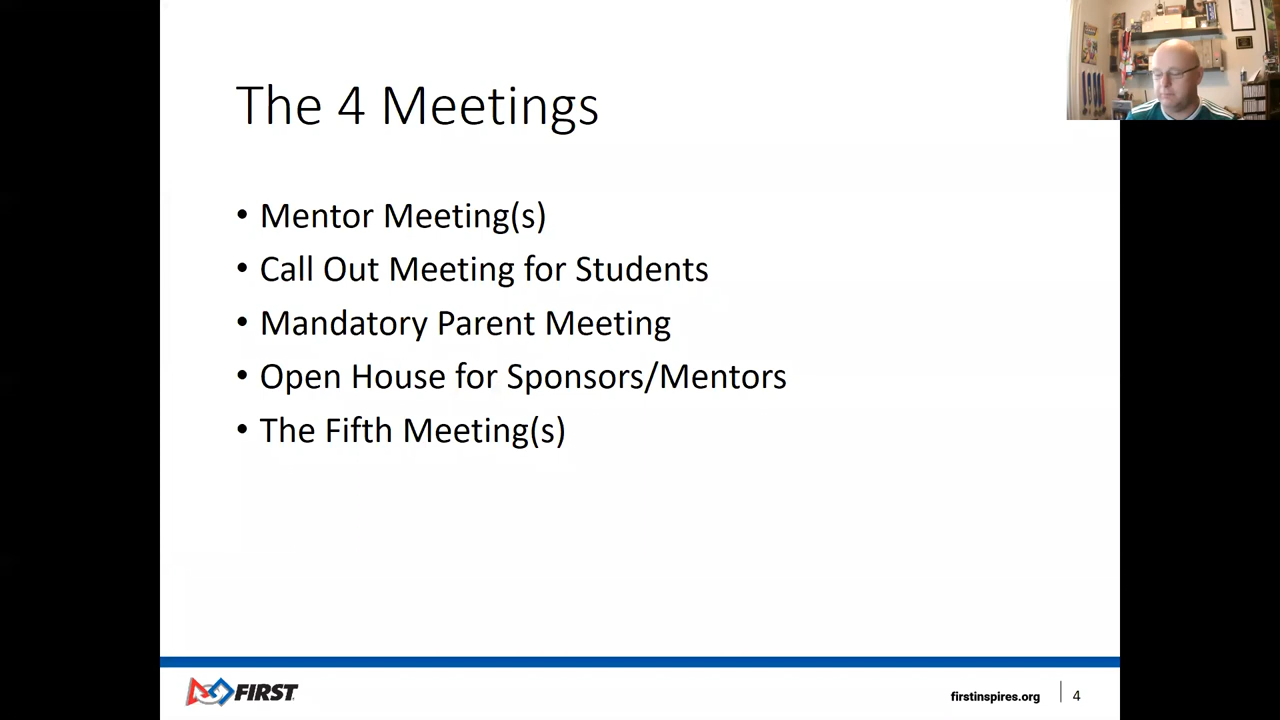 The 4 Meetings
• Mentor Meeting(s)
• Call Out Meeting for Students
• Mandatory Parent Meeting
• Open House for Sponsors/Mentors
• The Fifth Meeting(s)
FIRST
firstinspires.org
4